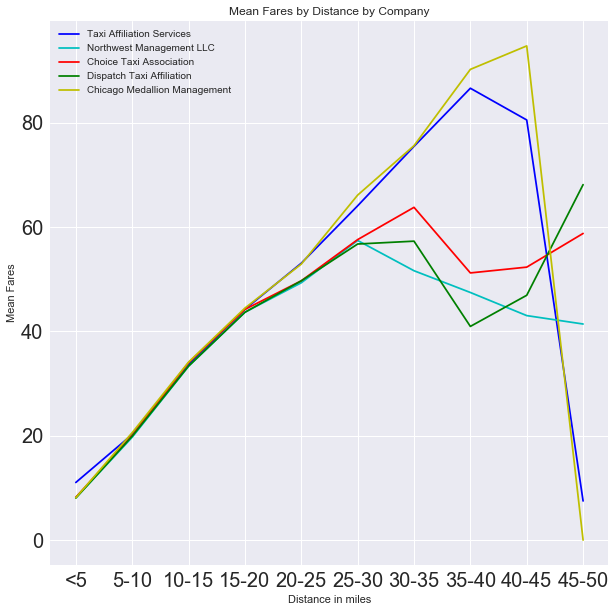 Mean Fares by Distance by Company
Taxi Affiliation Services
Northwest Management LLC
Choice Taxi Association
Dispatch Taxi Affiliation
Chicago Medallion Management
Mean Fares
80
60
40
20
0
<5 5-10 10-15 15-20 20-25 25-30 30-35 35-40 40-45 45-50
Distance in miles